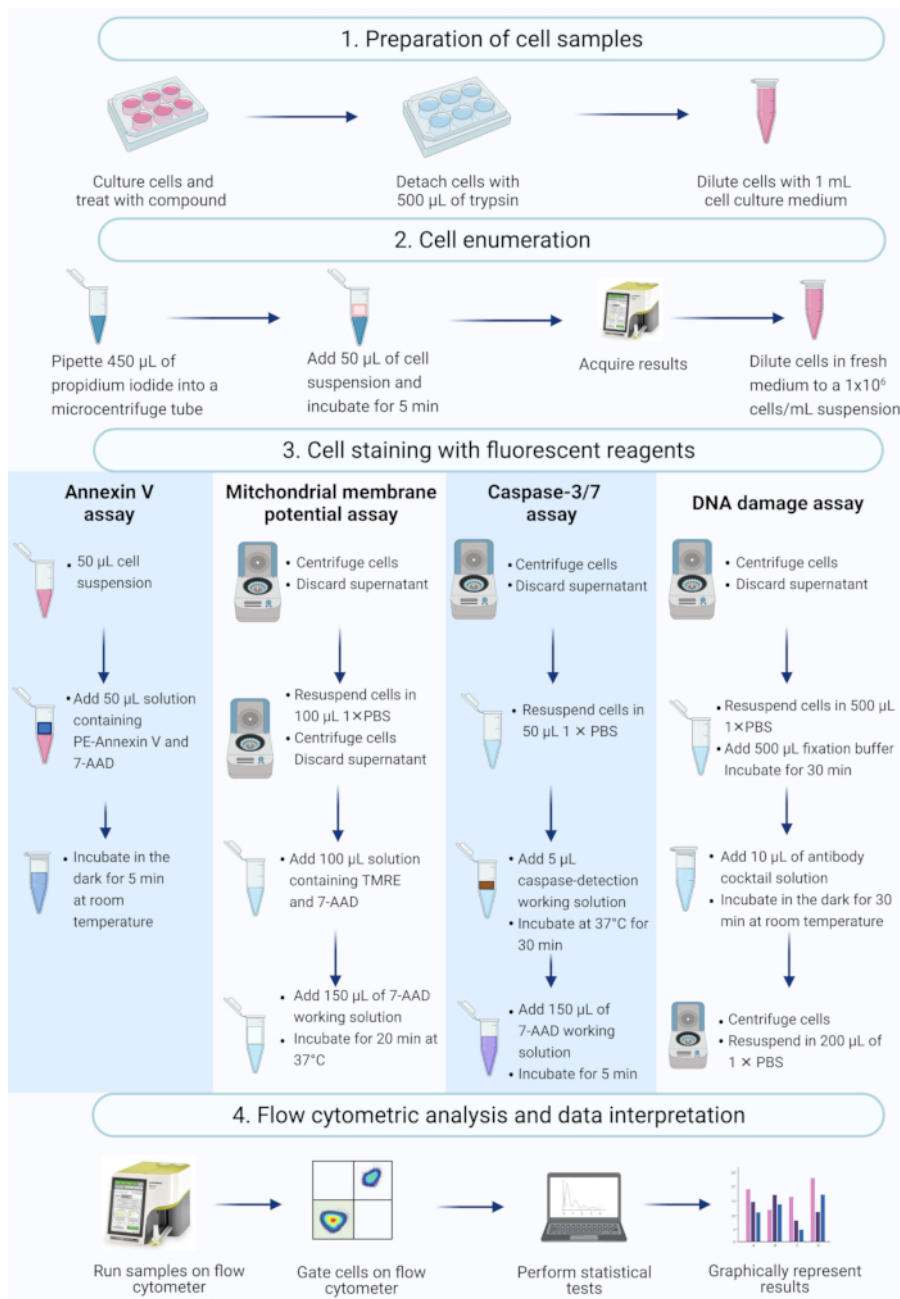 1. Preparation of cell samples
Culture cells and
treat with compound
Detach cells with
500 µL of trypsin
Dilute cells with 1 mL
cell culture medium
2. Cell enumeration
Pipette 450 µL of
propidium iodide into a
microcentrifuge tube
Add 50 µL of cell
suspension and
incubate for 5 min
Acquire results
Dilute cells in fresh
medium to a 1x10⁶
cells/mL suspension
3. Cell staining with fluorescent reagents
Annexin V
assay
• 50 µL cell
suspension
• Add 50 µL solution
containing
PE-Annexin V and
7-AAD
• Incubate in the
dark for 5 min
at room
temperature
Mitchondrial membrane
potential assay
• Centrifuge cells
• Discard supernatant
• Resuspend cells in
100 µL 1×PBS
• Centrifuge cells
Discard supernatant
• Add 100 µL solution
containing TMRE
and 7-AAD
• Add 150 µL of 7-AAD
working solution
• Incubate for 20 min at
37°C
Caspase-3/7
assay
• Centrifuge cells
• Discard supernatant
• Resuspend cells in
50 µL 1 × PBS
• Add 5 µL
caspase-detection
working solution
• Incubate at 37°C for
30 min
• Add 150 µL of
7-AAD working
solution
• Incubate for 5 min
DNA damage assay
• Centrifuge cells
• Discard supernatant
• Resuspend cells in 500 µL
1×PBS
• Add 500 µL fixation buffer
Incubate for 30 min
• Add 10 µL of antibody
cocktail solution
• Incubate in the dark for 30
min at room temperature
• Centrifuge cells
• Resuspend in 200 µL of
1 × PBS
4. Flow cytometric analysis and data interpretation
Run samples on flow
cytometer
Gate cells on flow
cytometer
Perform statistical
tests
Graphically represent
results